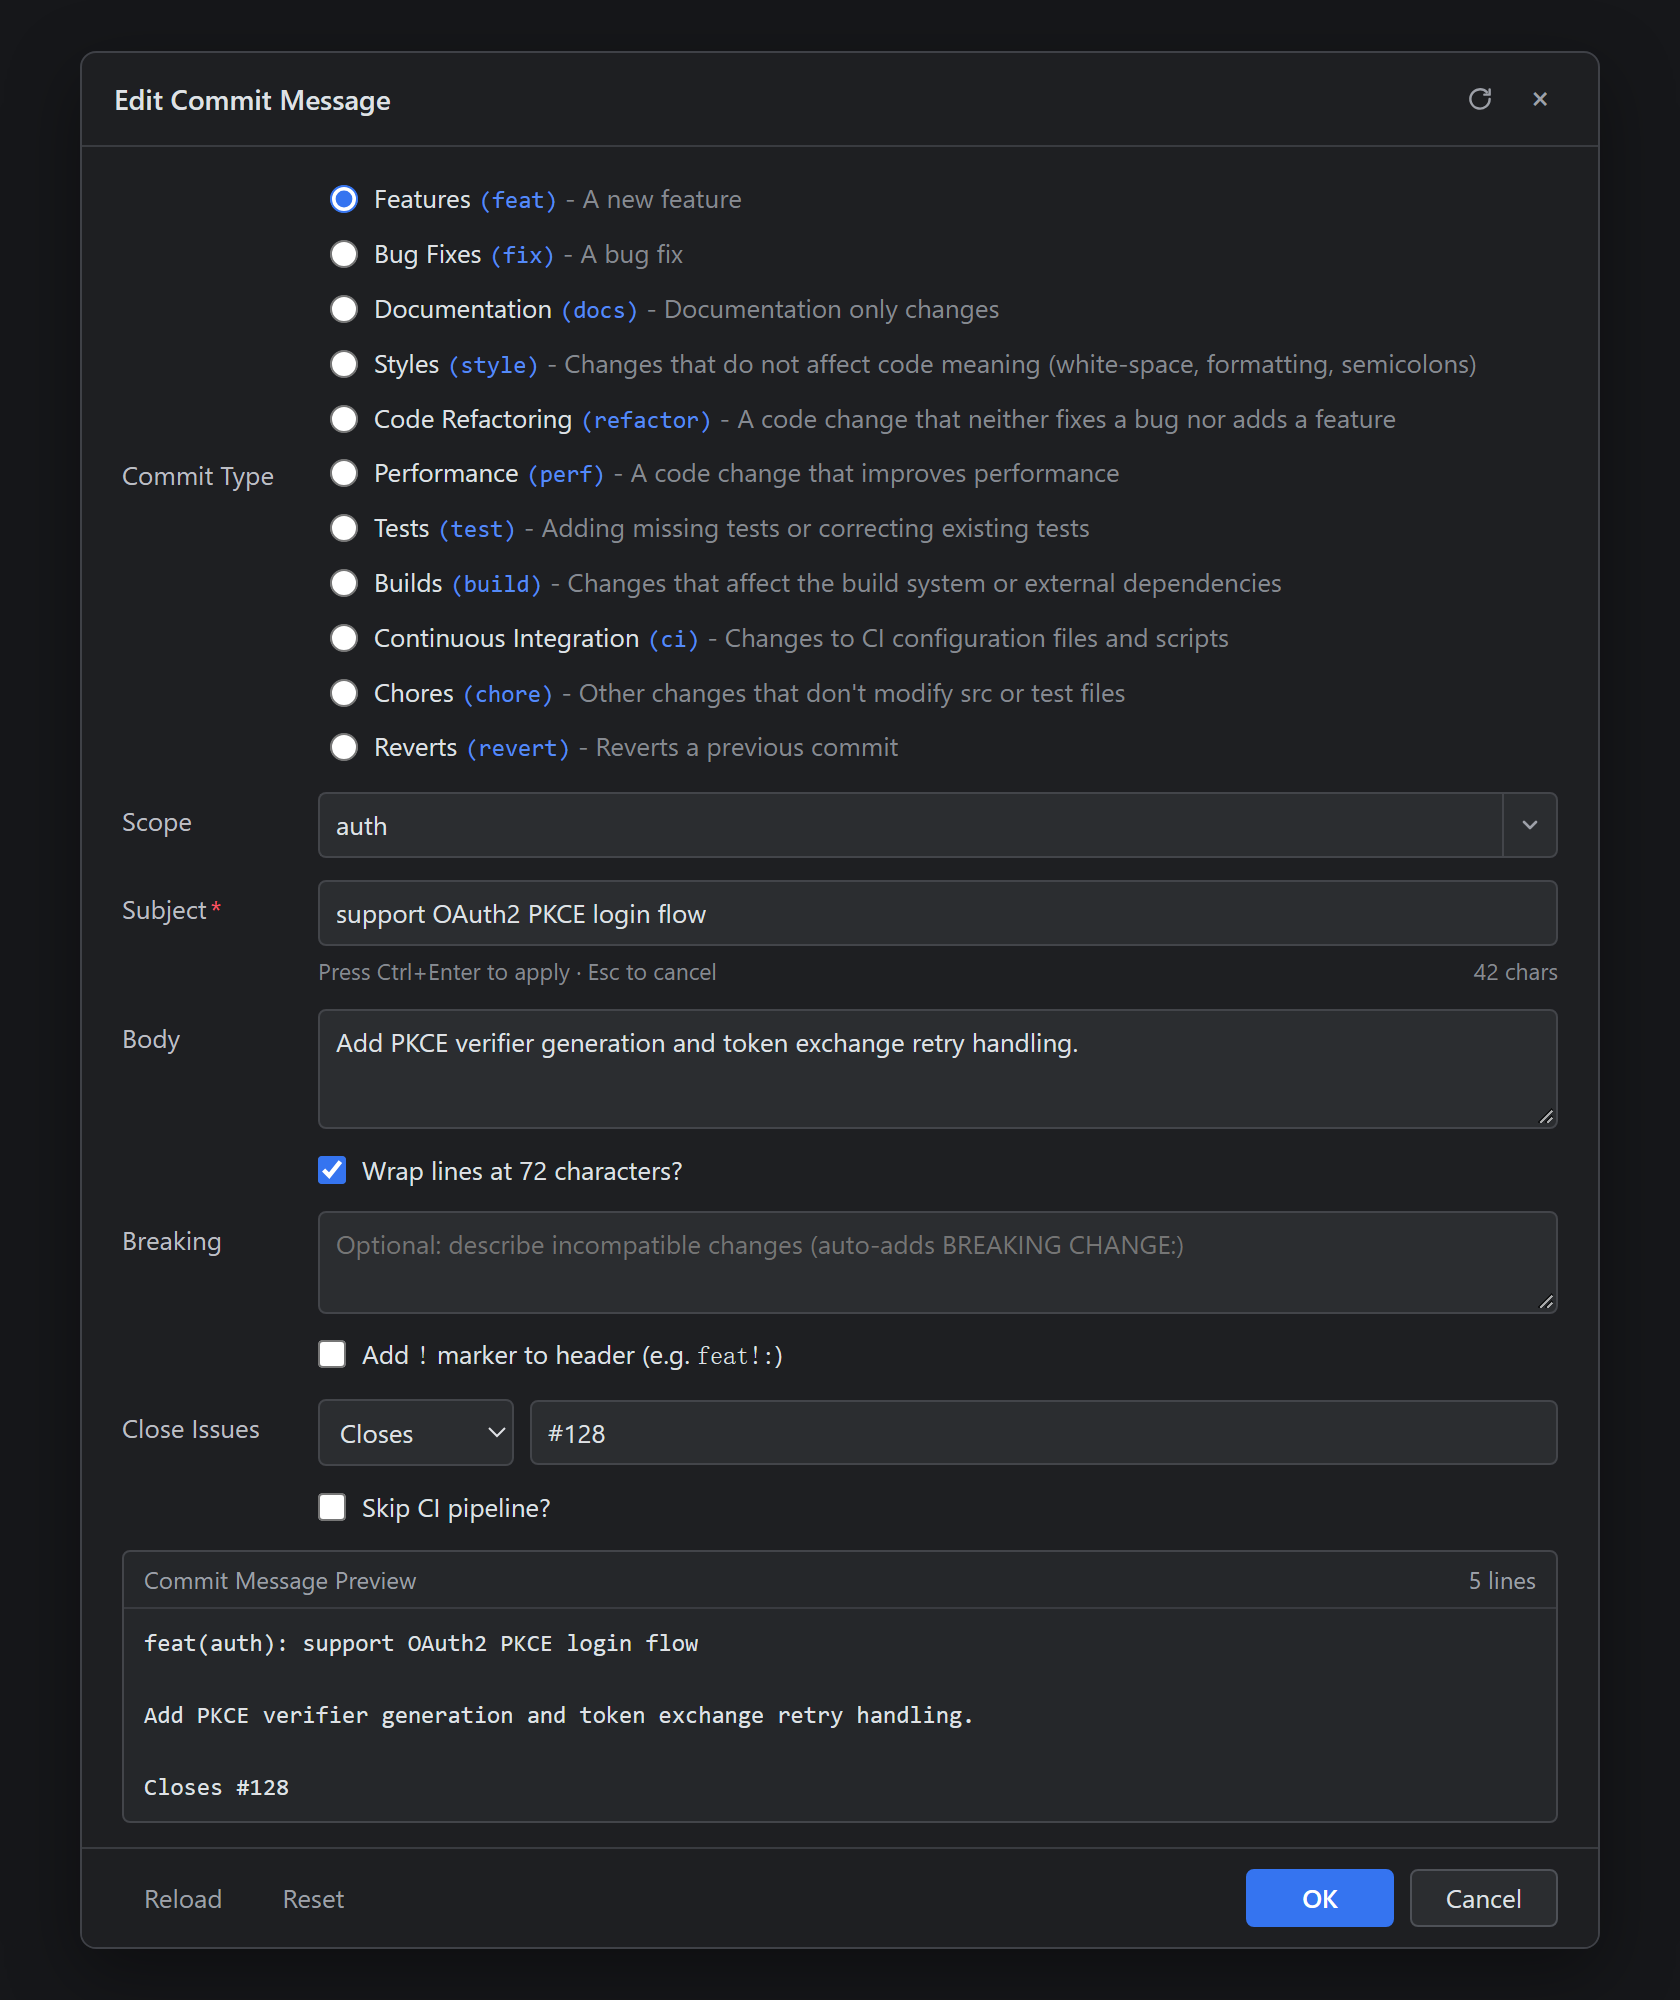 Edit Commit Message
Commit Type
Features (feat) - A new feature
Bug Fixes (fix) - A bug fix
Documentation (docs) - Documentation only changes
Styles (style) - Changes that do not affect code meaning (white-space, formatting, semicolons)
Code Refactoring (refactor) - A code change that neither fixes a bug nor adds a feature
Performance (perf) - A code change that improves performance
Tests (test) - Adding missing tests or correcting existing tests
Builds (build) - Changes that affect the build system or external dependencies
Continuous Integration (ci) - Changes to CI configuration files and scripts
Chores (chore) - Other changes that don't modify src or test files
Reverts (revert) - Reverts a previous commit
Scope
auth
Subject*
support OAuth2 PKCE login flow
Press Ctrl+Enter to apply · Esc to cancel
42 chars
Body
Add PKCE verifier generation and token exchange retry handling.
Wrap lines at 72 characters?
Breaking
Optional: describe incompatible changes (auto-adds BREAKING CHANGE:)
Add ! marker to header (e.g. feat!:)
Close Issues
Closes
#128
Skip CI pipeline?
Commit Message Preview
5 lines
feat(auth): support OAuth2 PKCE login flow
Add PKCE verifier generation and token exchange retry handling.
Closes #128
Reload
Reset
OK
Cancel